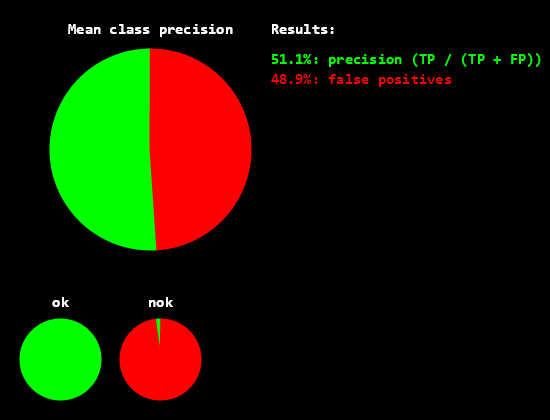 Mean class precision
Results:
51.1%: precision (TP / (TP + FP))
48.9%: false positives
ok
nok